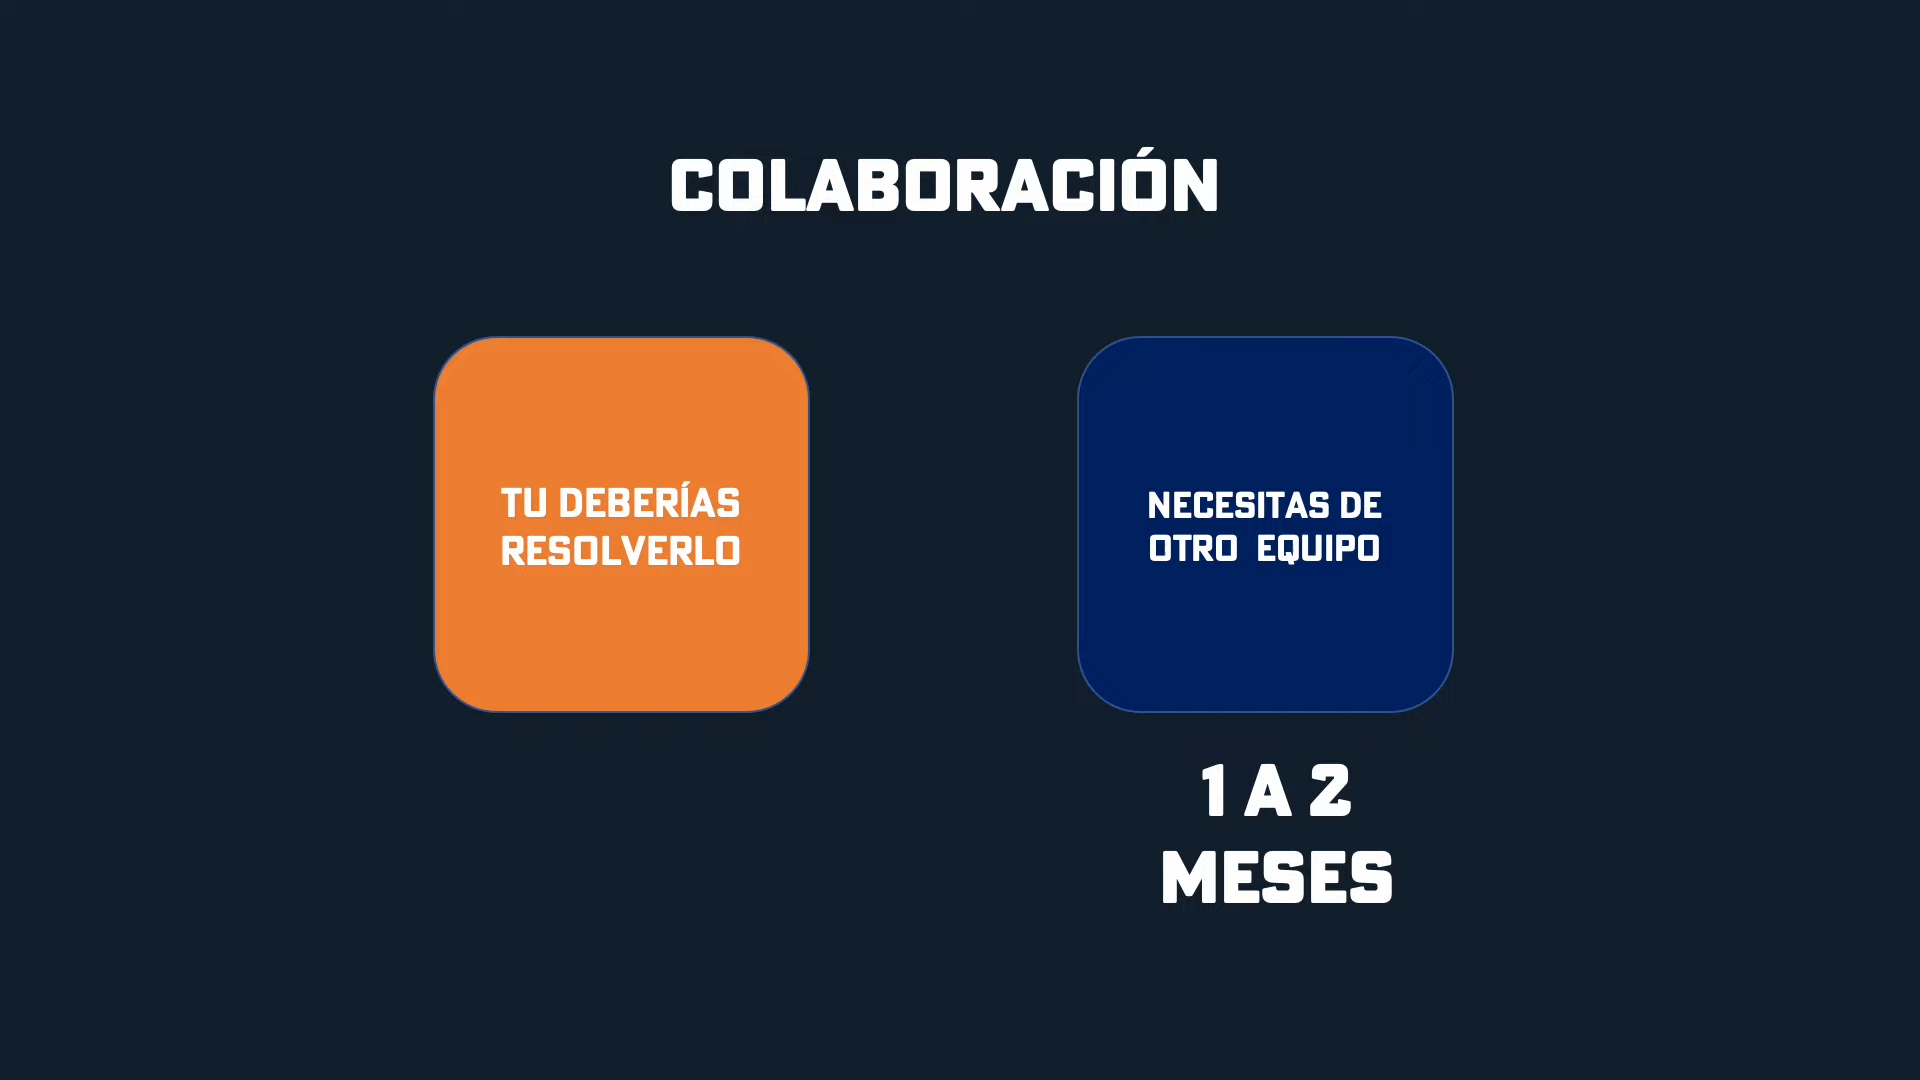 COLABORACIÓN
TU DEBERÍAS
RESOLVERLO
NECESITAS DE
OTRO EQUIPO
1 A 2
MESES